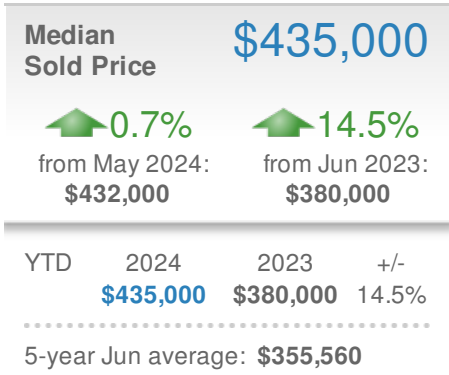 Median
Sold Price
$435,000
0.7%
from May 2024:
$432,000
14.5%
from Jun 2023:
$380,000
YTD 2024 2023 +/-
$435,000 $380,000 14.5%
5-year Jun average: $355,560